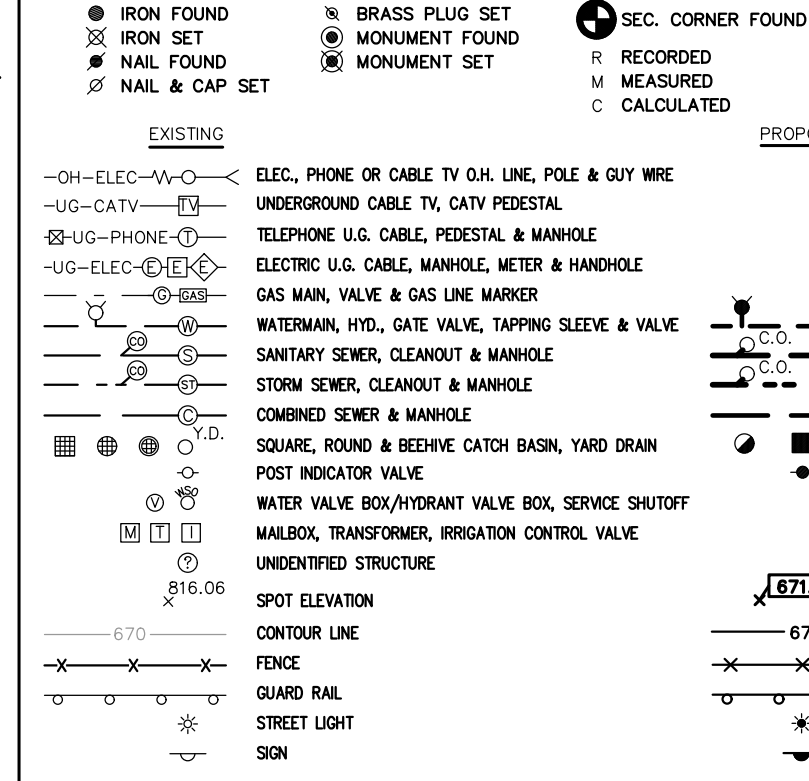 IRON FOUND
IRON SET
NAIL FOUND
NAIL & CAP SET
BRASS PLUG SET
MONUMENT FOUND
MONUMENT SET
SEC. CORNER FOUND
R RECORDED
M MEASURED
C CALCULATED
EXISTING
PROPO
OH-ELEC ELEC., PHONE OR CABLE TV O.H. LINE, POLE & GUY WIRE
UG-CATV TV UNDERGROUND CABLE TV, CATV PEDESTAL
UG-PHONE T TELEPHONE U.G. CABLE, PEDESTAL & MANHOLE
UG-ELEC E E E ELECTRIC U.G. CABLE, MANHOLE, METER & HANDHOLE
G GAS GAS MAIN, VALVE & GAS LINE MARKER
W WATERMAIN, HYD., GATE VALVE, TAPPING SLEEVE & VALVE
CO S SANITARY SEWER, CLEANOUT & MANHOLE C.O.
CO ST STORM SEWER, CLEANOUT & MANHOLE C.O.
C COMBINED SEWER & MANHOLE
Y.D. SQUARE, ROUND & BEEHIVE CATCH BASIN, YARD DRAIN
POST INDICATOR VALVE
V WSO WATER VALVE BOX/HYDRANT VALVE BOX, SERVICE SHUTOFF
M T I MAILBOX, TRANSFORMER, IRRIGATION CONTROL VALVE
? UNIDENTIFIED STRUCTURE
816.06 SPOT ELEVATION 671.
670 CONTOUR LINE 67
FENCE
GUARD RAIL
STREET LIGHT
SIGN